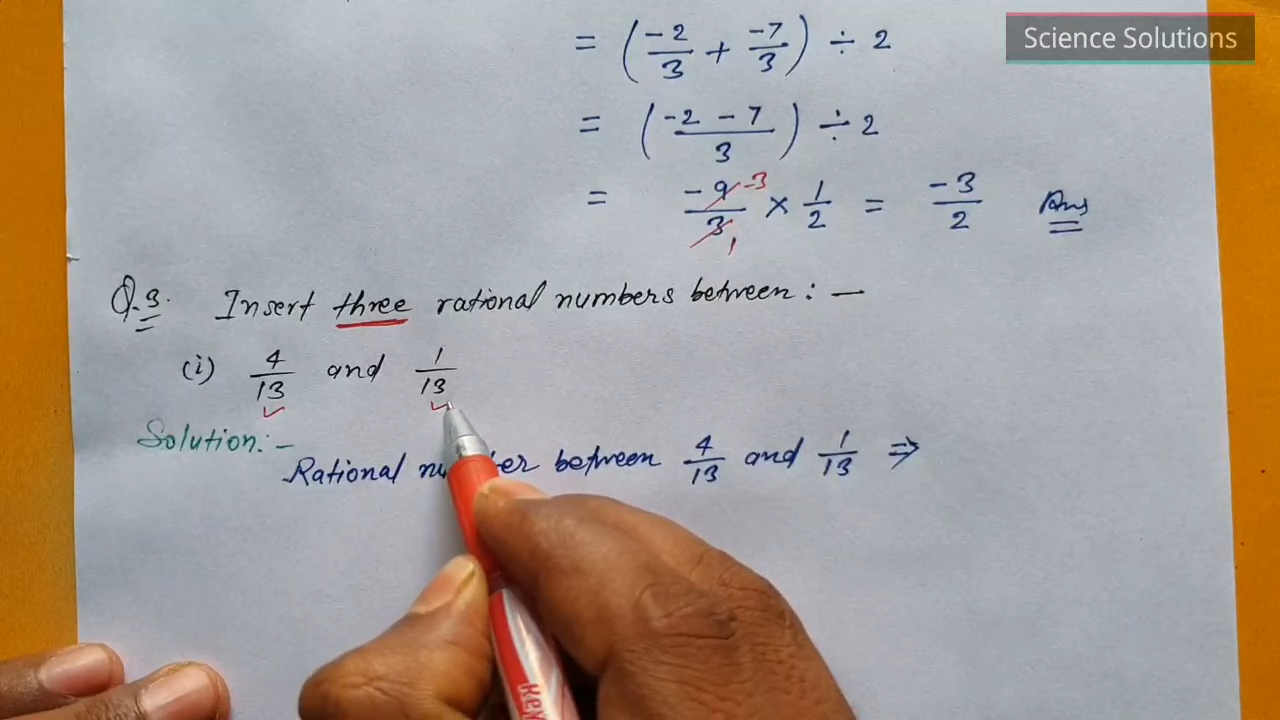 Science Solutions
= (-2/3 + -7/3) ÷ 2
= (-2 - 7/3) ÷ 2
= -9/3 -3 1 × 1/2 = -3/2 Ans
Q.3. Insert three rational numbers between: —
(i) 4/13 and 1/13
Solution:-
Rational between 4/13 and 1/13 ⇒